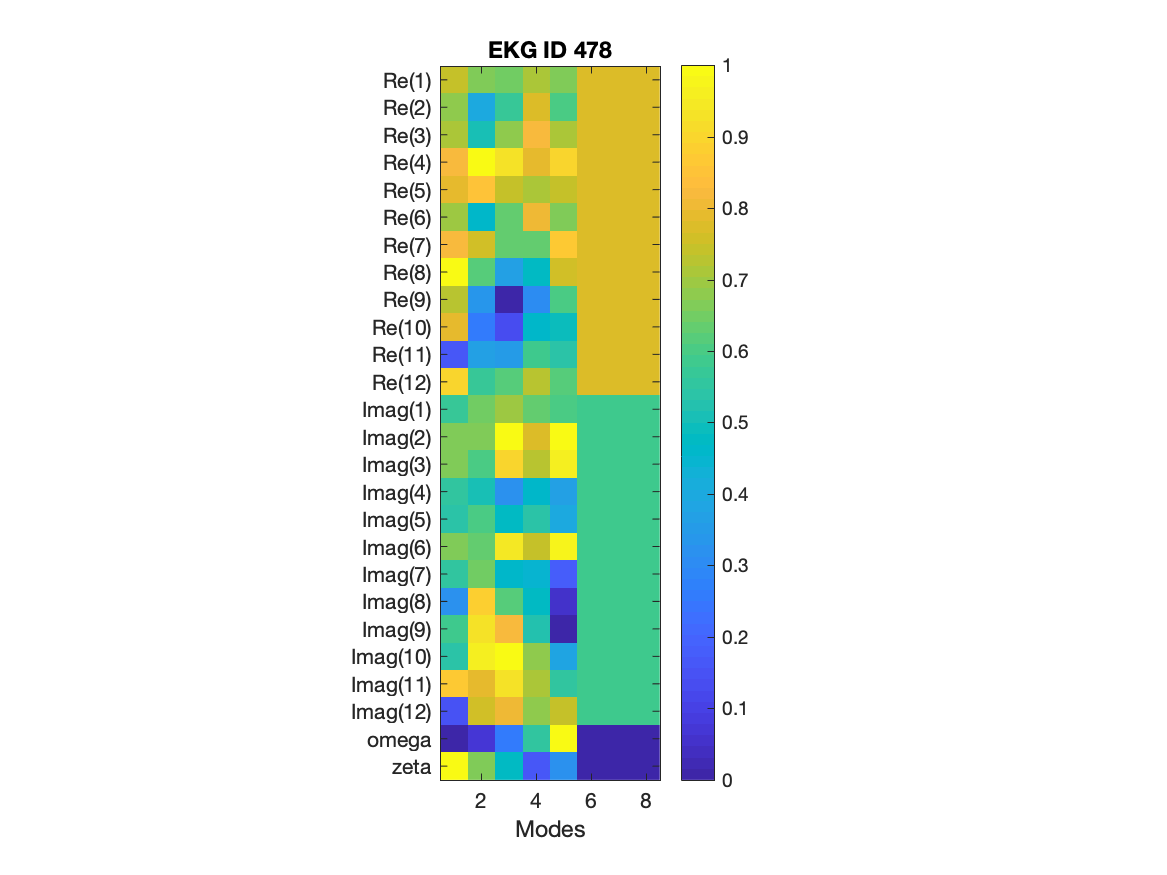 EKG ID 478
Re(1)
Re(2)
Re(3)
Re(4)
Re(5)
Re(6)
Re(7)
Re(8)
Re(9)
Re(10)
Re(11)
Re(12)
Imag(1)
Imag(2)
Imag(3)
Imag(4)
Imag(5)
Imag(6)
Imag(7)
Imag(8)
Imag(9)
Imag(10)
Imag(11)
Imag(12)
omega
zeta
2 4 6 8
Modes
1
0.9
0.8
0.7
0.6
0.5
0.4
0.3
0.2
0.1
0